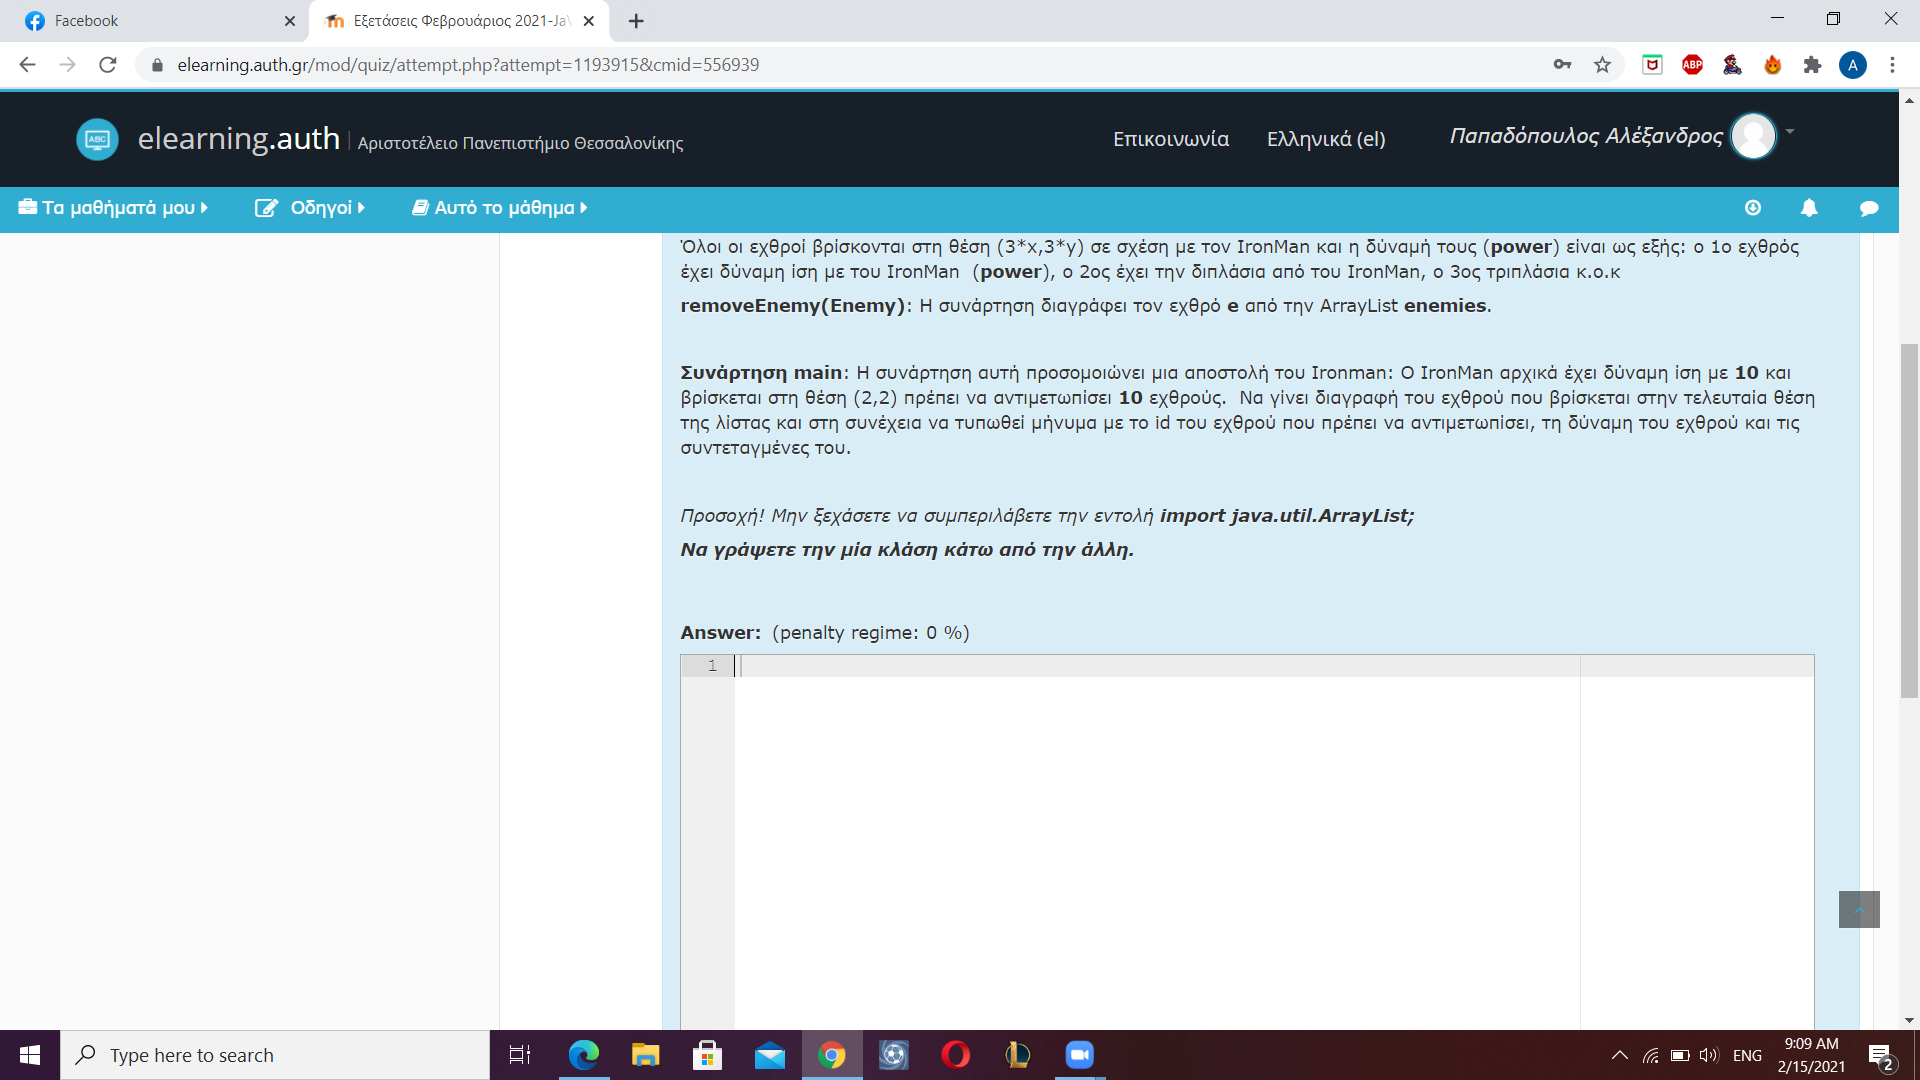 Facebook
Εξετάσεις Φεβρουάριος 2021-Ja
elearning.auth.gr/mod/quiz/attempt.php?attempt=1193915&cmid=556939
ABP
A
ABC
elearning.auth
Αριστοτέλειο Πανεπιστήμιο Θεσσαλονίκης
Επικοινωνία
Ελληνικά (el)
Παπαδόπουλος Αλέξανδρος
Τα μαθήματά μου
Οδηγοί
Αυτό το μάθημα
Όλοι οι εχθροί βρίσκονται στη θέση (3*x,3*y) σε σχέση με τον IronMan και η δύναμή τους (power) είναι ως εξής: ο 1ο εχθρός
έχει δύναμη ίση με του IronMan (power), ο 2ος έχει την διπλάσια από του IronMan, ο 3ος τριπλάσια κ.ο.κ
removeEnemy(Enemy): Η συνάρτηση διαγράφει τον εχθρό e από την ArrayList enemies.
Συνάρτηση main: Η συνάρτηση αυτή προσομοιώνει μια αποστολή του Ironman: Ο IronMan αρχικά έχει δύναμη ίση με 10 και
βρίσκεται στη θέση (2,2) πρέπει να αντιμετωπίσει 10 εχθρούς. Να γίνει διαγραφή του εχθρού που βρίσκεται στην τελευταία θέση
της λίστας και στη συνέχεια να τυπωθεί μήνυμα με το id του εχθρού που πρέπει να αντιμετωπίσει, τη δύναμη του εχθρού και τις
συντεταγμένες του.
Προσοχή! Μην ξεχάσετε να συμπεριλάβετε την εντολή import java.util.ArrayList;
Να γράψετε την μία κλάση κάτω από την άλλη.
Answer: (penalty regime: 0 %)
1
Type here to search
ENG
9:09 AM
2/15/2021
2